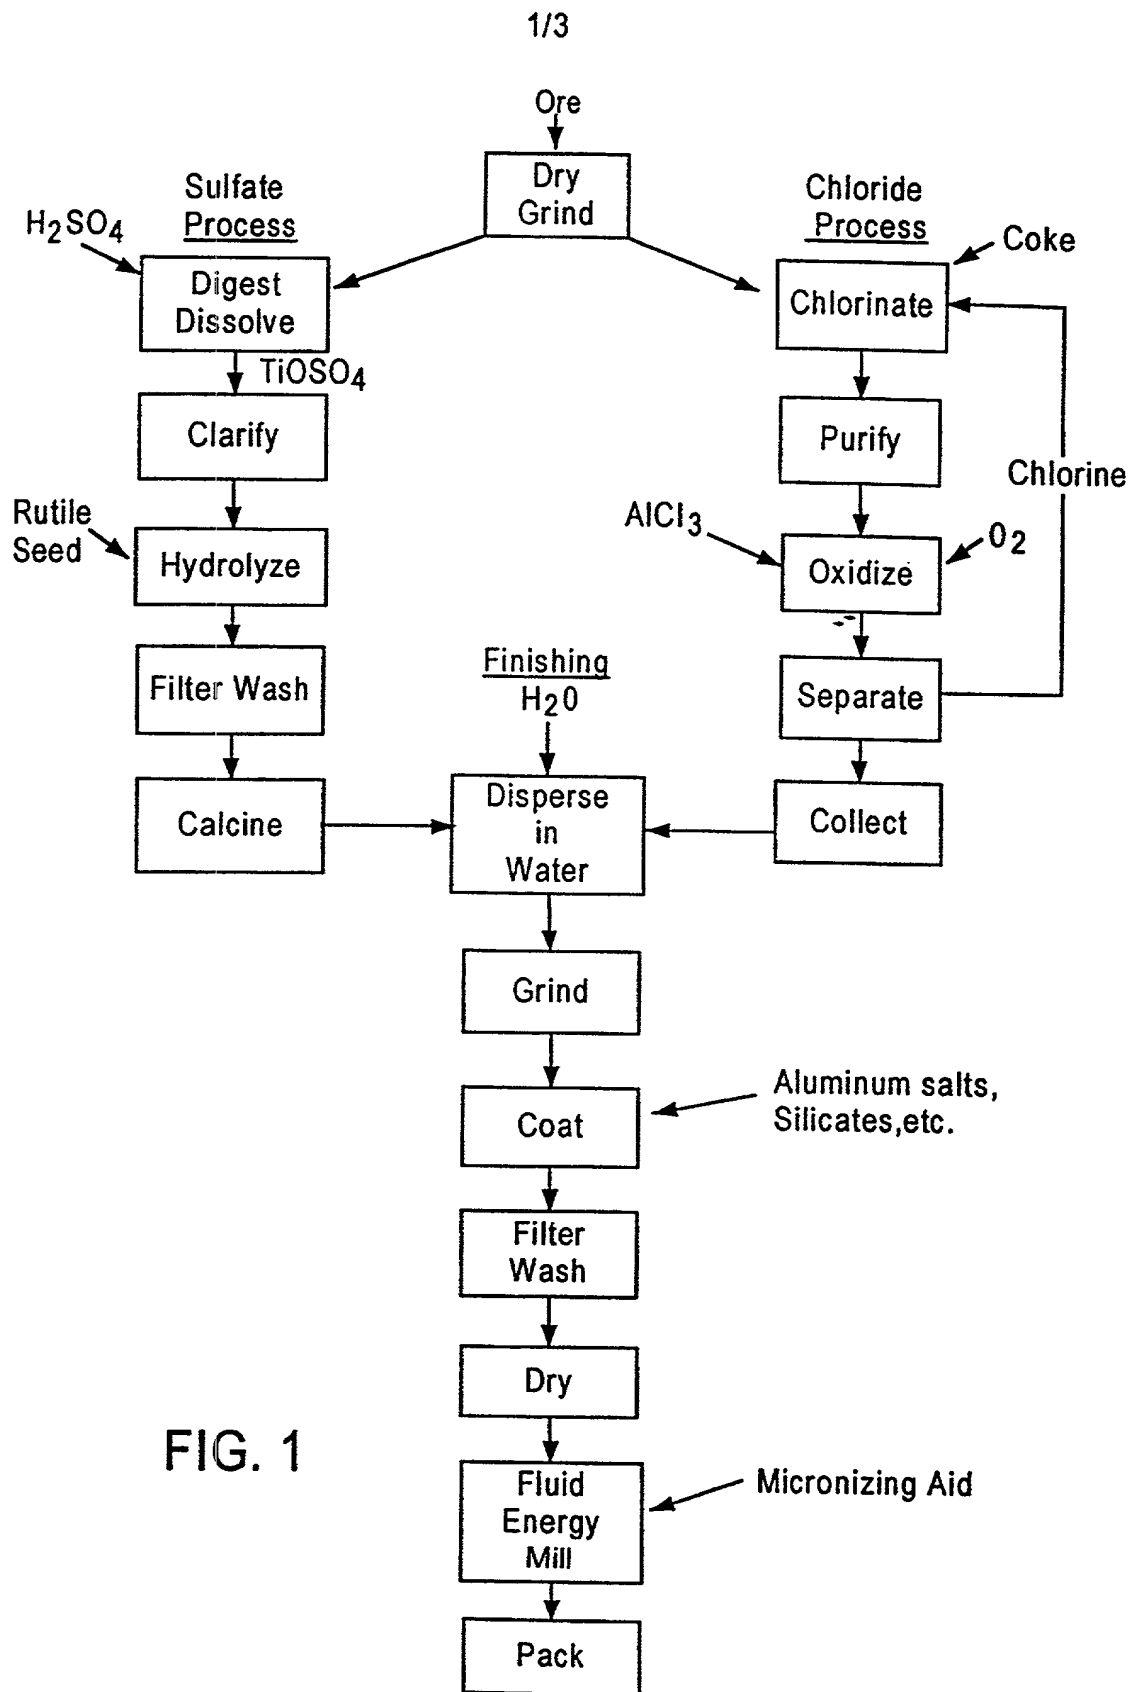 1/3
Ore
Dry
Grind
Sulfate
Process
H2SO4
Digest
Dissolve
TiOSO4
Clarify
Rutile
Seed
Hydrolyze
Filter Wash
Calcine
Chloride
Process
Coke
Chlorinate
Purify
Chlorine
AlCl3
O2
Oxidize
Separate
Collect
Finishing
H2O
Disperse
in
Water
Grind
Coat
Aluminum salts,
Silicates,etc.
Filter
Wash
Dry
Fluid
Energy
Mill
Micronizing Aid
Pack
FIG. 1